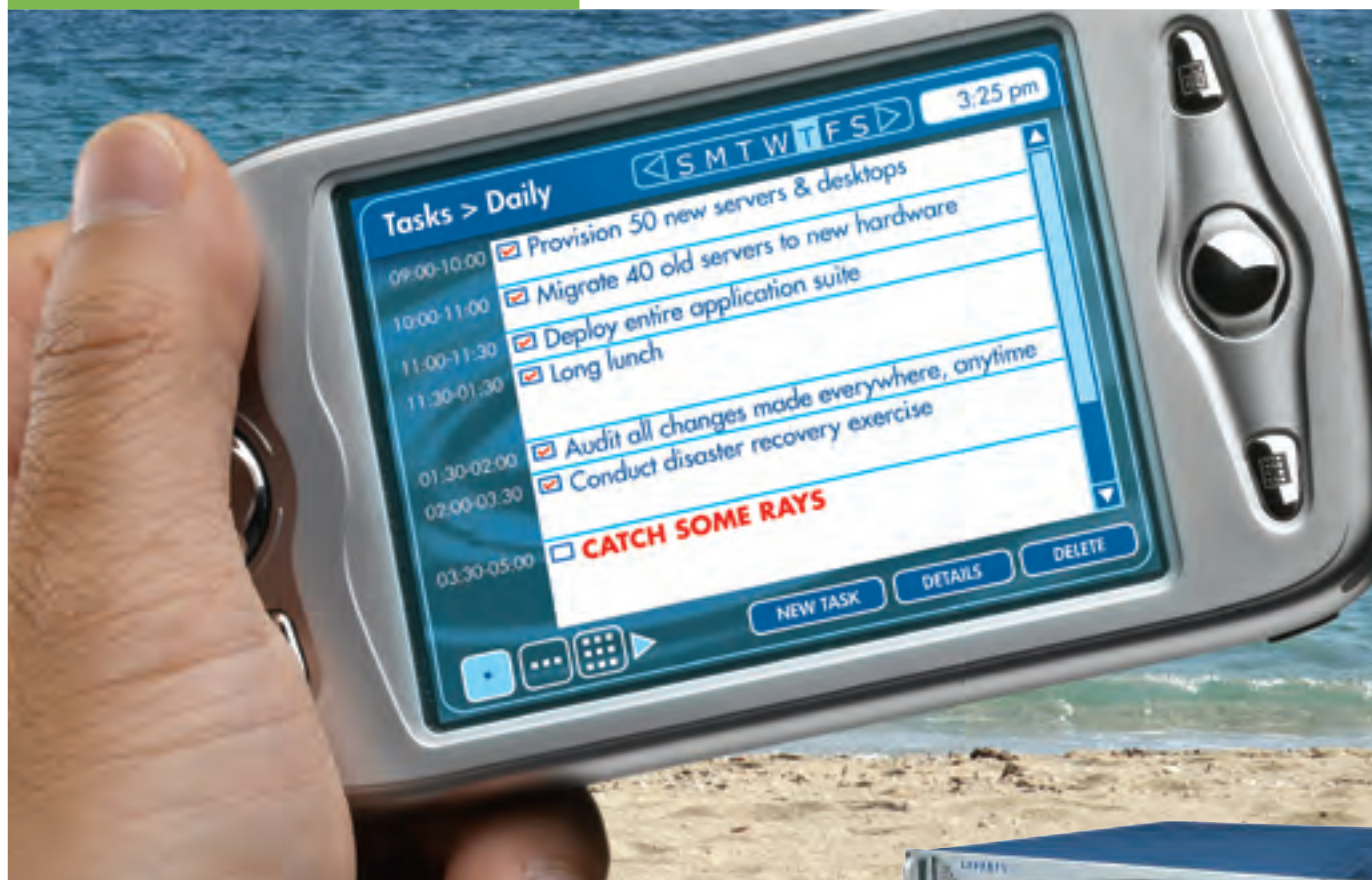 3:25 pm
Tasks > Daily
S M T W T F S
09:00-10:00 Provision 50 new servers & desktops
10:00-11:00 Migrate 40 old servers to new hardware
11:00-11:30 Deploy entire application suite
11:30-01:30 Long lunch
01:30-02:00 Audit all changes made everywhere, anytime
02:00-03:30 Conduct disaster recovery exercise
03:30-05:00 CATCH SOME RAYS
NEW TASK
DETAILS
DELETE